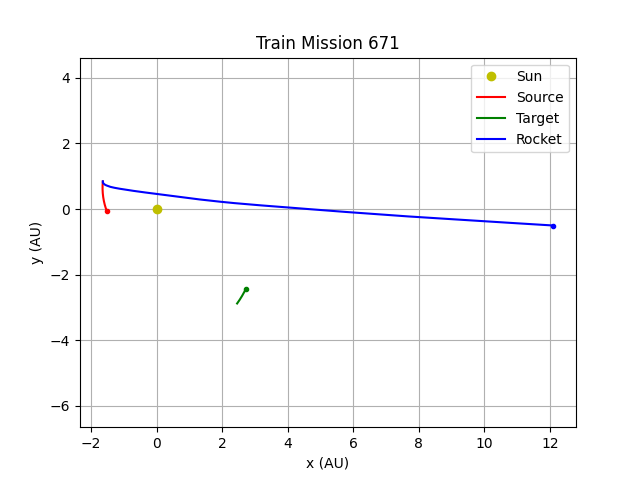 Train Mission 671
Sun
Source
Target
Rocket
y (AU)
4
2
0
−2
−4
−6
−2 0 2 4 6 8 10 12
x (AU)